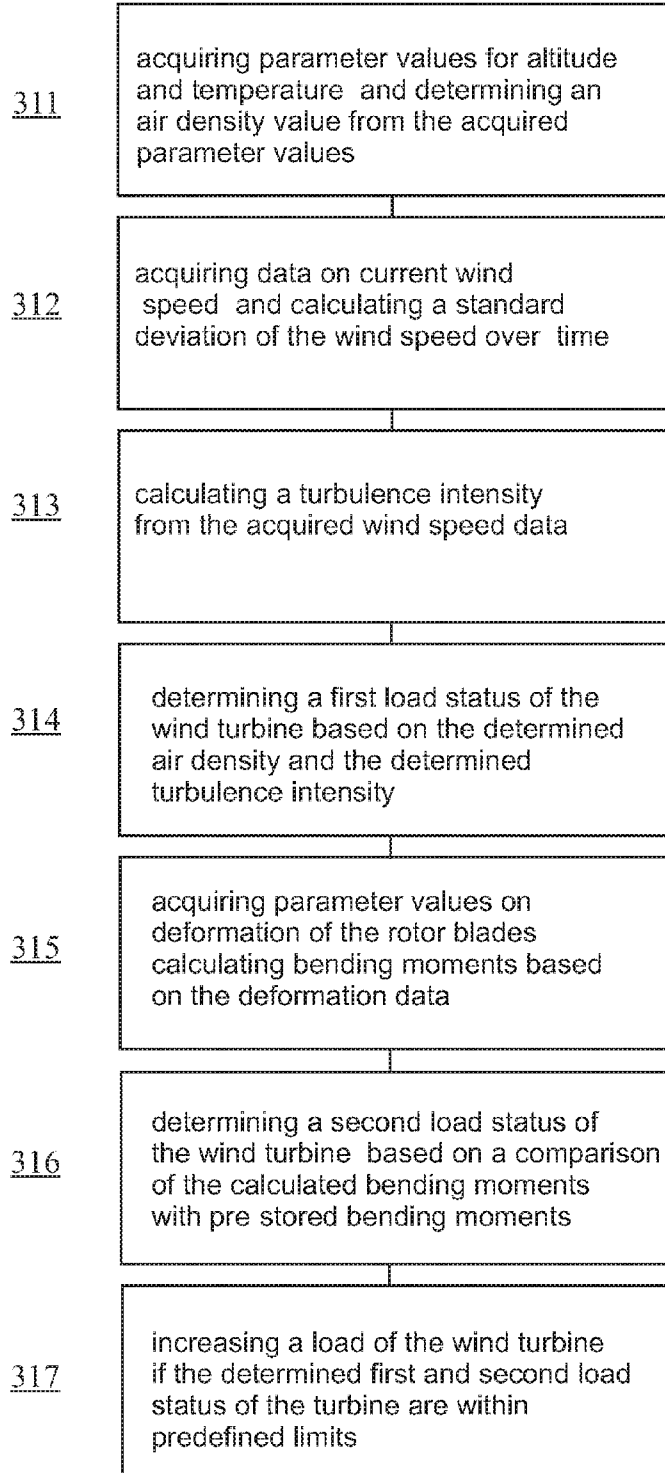 311
acquiring parameter values for altitude
and temperature and determining an
air density value from the acquired
parameter values
312
acquiring data on current wind
speed and calculating a standard
deviation of the wind speed over time
313
calculating a turbulence intensity
from the acquired wind speed data
314
determining a first load status of the
wind turbine based on the determined
air density and the determined
turbulence intensity
315
acquiring parameter values on
deformation of the rotor blades
calculating bending moments based
on the deformation data
316
determining a second load status of
the wind turbine based on a comparison
of the calculated bending moments
with pre stored bending moments
317
increasing a load of the wind turbine
if the determined first and second load
status of the turbine are within
predefined limits